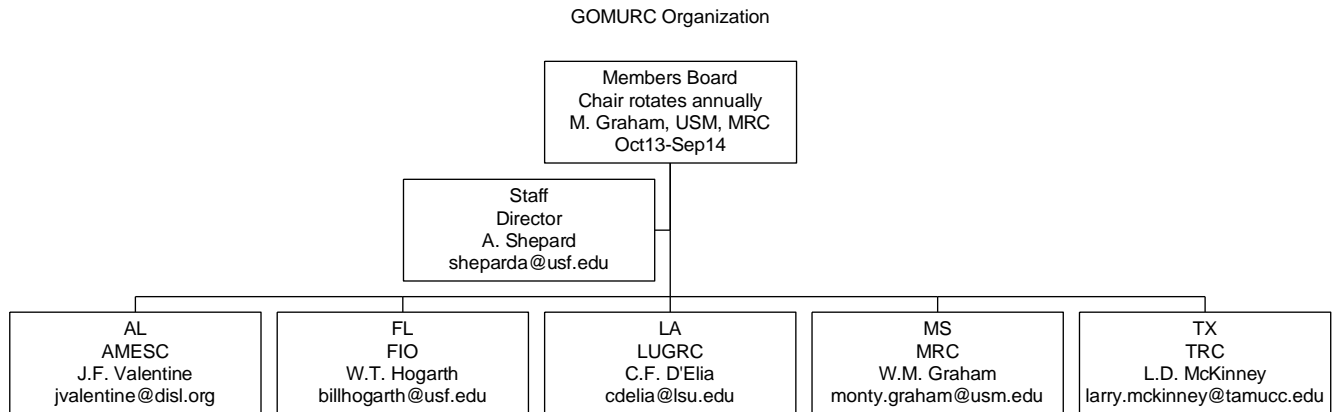 GOMURC Organization
Members Board
Chair rotates annually
M. Graham, USM, MRC
Oct13-Sep14
Staff
Director
A. Shepard
sheparda@usf.edu
AL
AMESC
J.F. Valentine
jvalentine@disl.org
FL
FIO
W.T. Hogarth
billhogarth@usf.edu
LA
LUGRC
C.F. D'Elia
cdelia@lsu.edu
MS
MRC
W.M. Graham
monty.graham@usm.edu
TX
TRC
L.D. McKinney
larry.mckinney@tamucc.edu